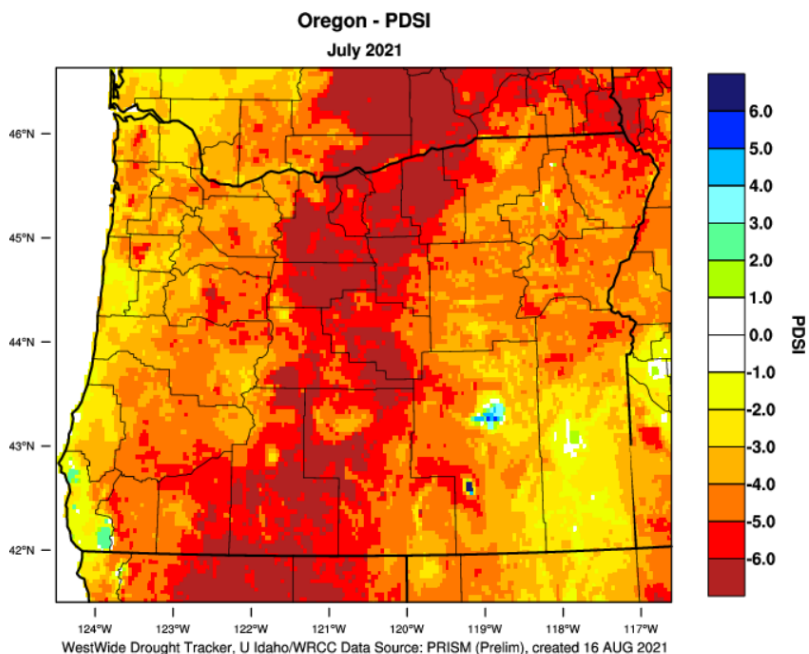 Oregon - PDSI
July 2021
46°N
45°N
44°N
43°N
42°N
124°W 123°W 122°W 121°W 120°W 119°W 118°W 117°W
6.0
5.0
4.0
3.0
2.0
1.0
0.0
-1.0
-2.0
-3.0
-4.0
-5.0
-6.0
PDSI
WestWide Drought Tracker, U Idaho/WRCC Data Source: PRISM (Prelim), created 16 AUG 2021